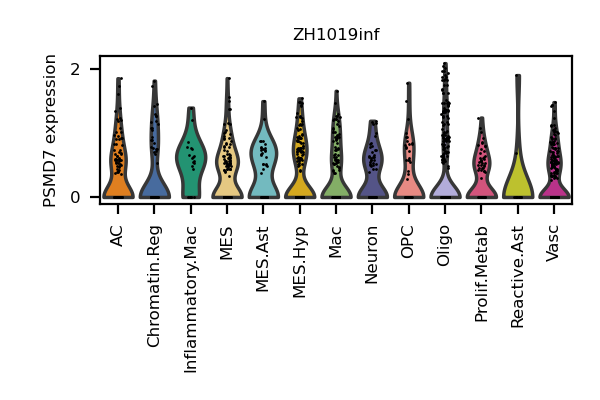 ZH1019inf
PSMD7 expression
2
0
AC
Chromatin.Reg
Inflammatory.Mac
MES
MES.Ast
MES.Hyp
Mac
Neuron
OPC
Oligo
Prolif.Metab
Reactive.Ast
Vasc